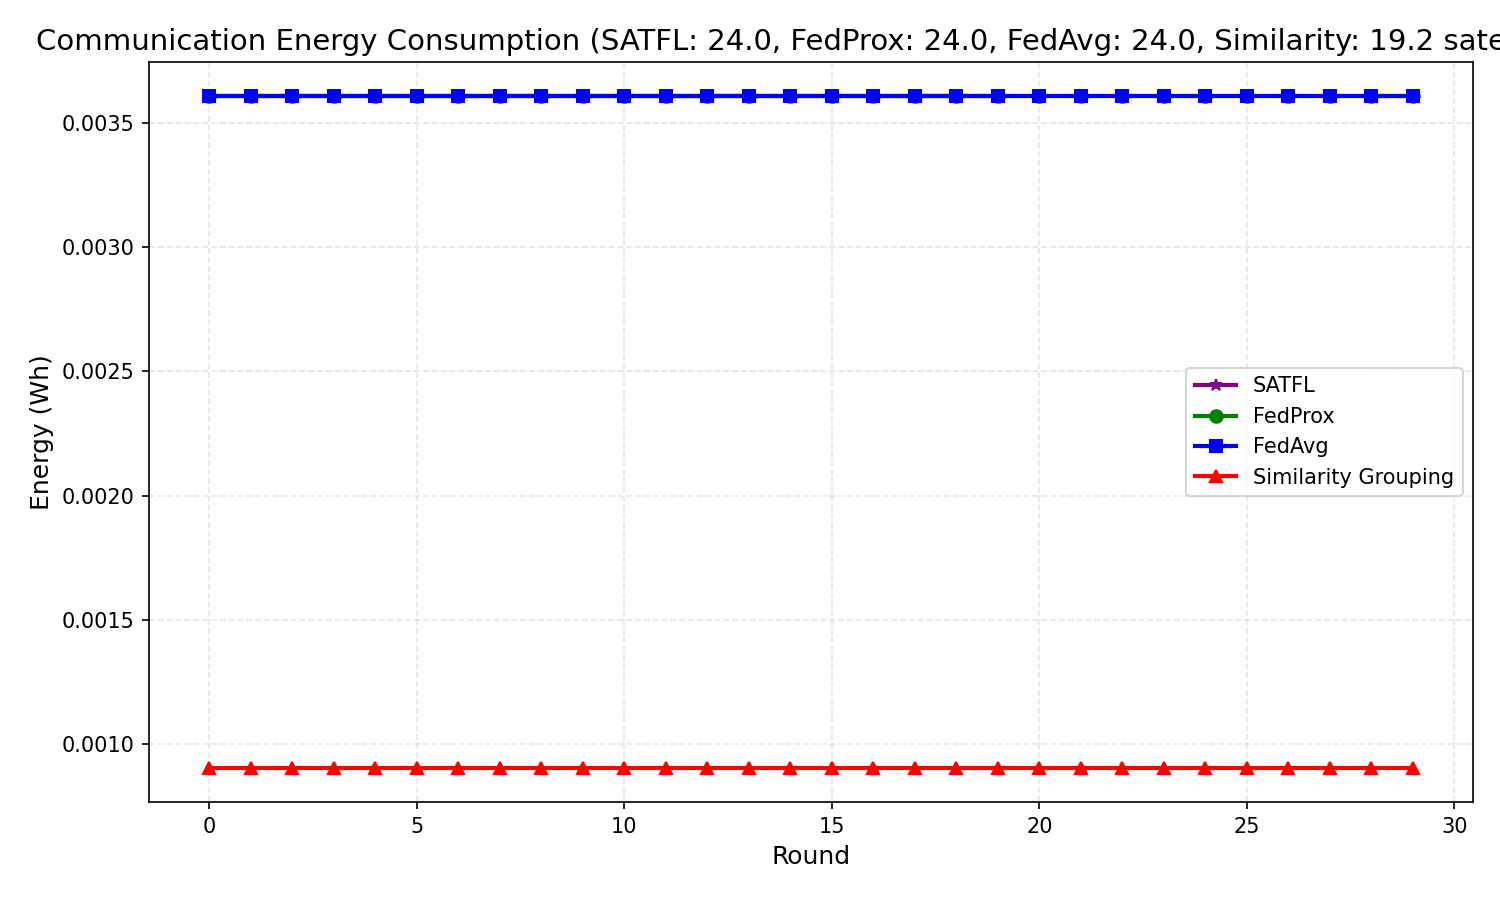 Communication Energy Consumption (SATFL: 24.0, FedProx: 24.0, FedAvg: 24.0, Similarity: 19.2 sate
0.0035
0.0030
0.0025
0.0020
0.0015
0.0010
Energy (Wh)
SATFL
FedProx
FedAvg
Similarity Grouping
0 5 10 15 20 25 30
Round